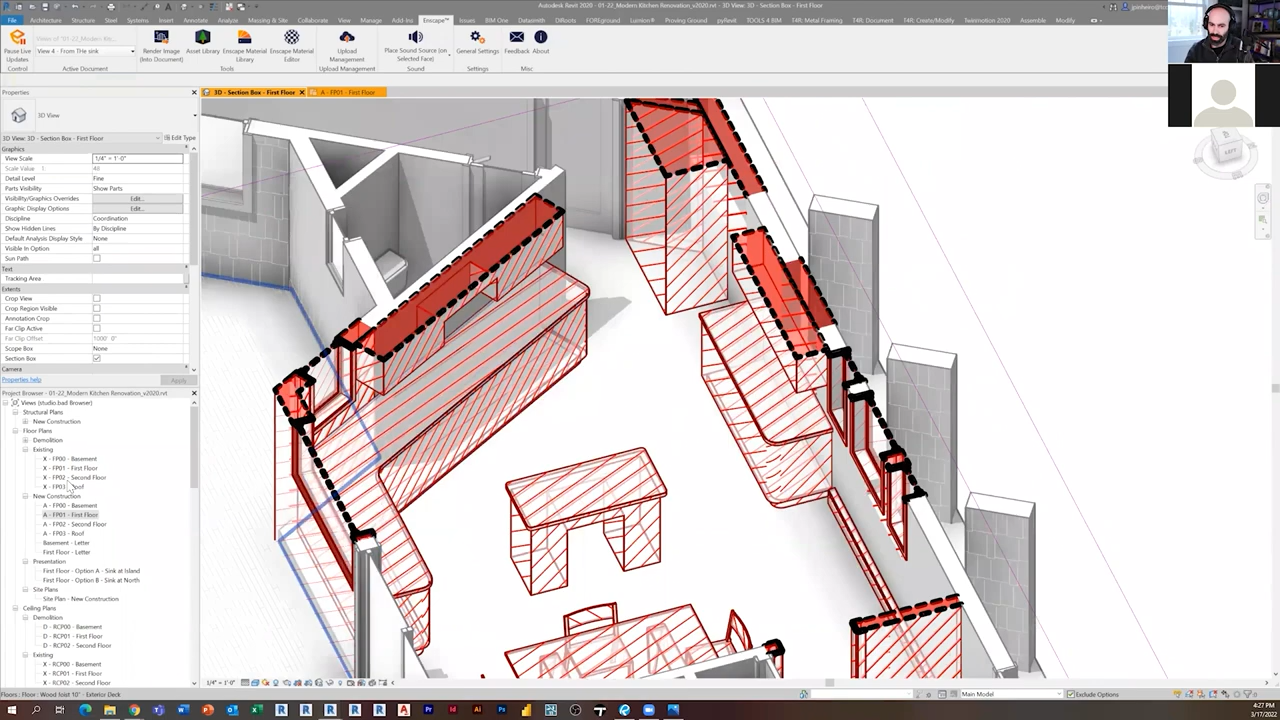 Autodesk Revit 2020 - 01-22_Modern Kitchen Renovation_v2020.rvt
File Architecture Structure Steel Systems Insert Annotate Analyze Massing & Site Collaborate View Manage Add-Ins Enscape™ Issues BIM One Datasmith DiRoots FOREground Lumion® Proving Ground pyRevit TOOLS 4 BIM T4R: Metal Framing T4R: Document T4R: Create/Modify Twinmotion 2020 Assemble Modify
Pause Live Updates
View 4 - From THe sink
Render Image (Into Document)
Asset Library
Enscape Material Library
Enscape Material Editor
Upload Management
Place Sound Source (on Selected Face)
General Settings
Feedback
About
Control Active Document Tools Upload Management Sound Settings Misc
Properties
3D - Section Box - First Floor
A - FP01 - First Floor
3D View
3D View: 3D - Section Box - First Floor
Edit Type
Graphics
View Scale 1/4" = 1'-0"
Scale Value 1: 48
Detail Level Fine
Parts Visibility Show Parts
Visibility/Graphics Overrides Edit...
Graphic Display Options Edit...
Discipline Coordination
Show Hidden Lines By Discipline
Default Analysis Display Style None
Visible In Option all
Sun Path
Text
Tracking Area
Extents
Crop View
Crop Region Visible
Annotation Crop
Far Clip Active
Far Clip Offset 1000' 0"
Scope Box None
Section Box
Camera
Properties help
Apply
LEFT
Project Browser - 01-22_Modern Kitchen Renovation_v2020.rvt
Views (studio.bad Browser)
Structural Plans
New Construction
Floor Plans
Demolition
Existing
X - FP00 - Basement
X - FP01 - First Floor
X - FP02 - Second Floor
X - FP03 - Roof
New Construction
A - FP00 - Basement
A - FP01 - First Floor
A - FP02 - Second Floor
A - FP03 - Roof
Basement - Letter
First Floor - Letter
Presentation
First Floor - Option A - Sink at Island
First Floor - Option B - Sink at North
Site Plans
Site Plan - New Construction
Ceiling Plans
Demolition
D - RCP00 - Basement
D - RCP01 - First Floor
D - RCP02 - Second Floor
Existing
X - RCP00 - Basement
X - RCP01 - First Floor
X - RCP02 - Second Floor
1/4" = 1'-0"
Floors : Floor : Wood Joist 10" - Exterior Deck
Main Model
Exclude Options
4:27 PM
3/17/2022